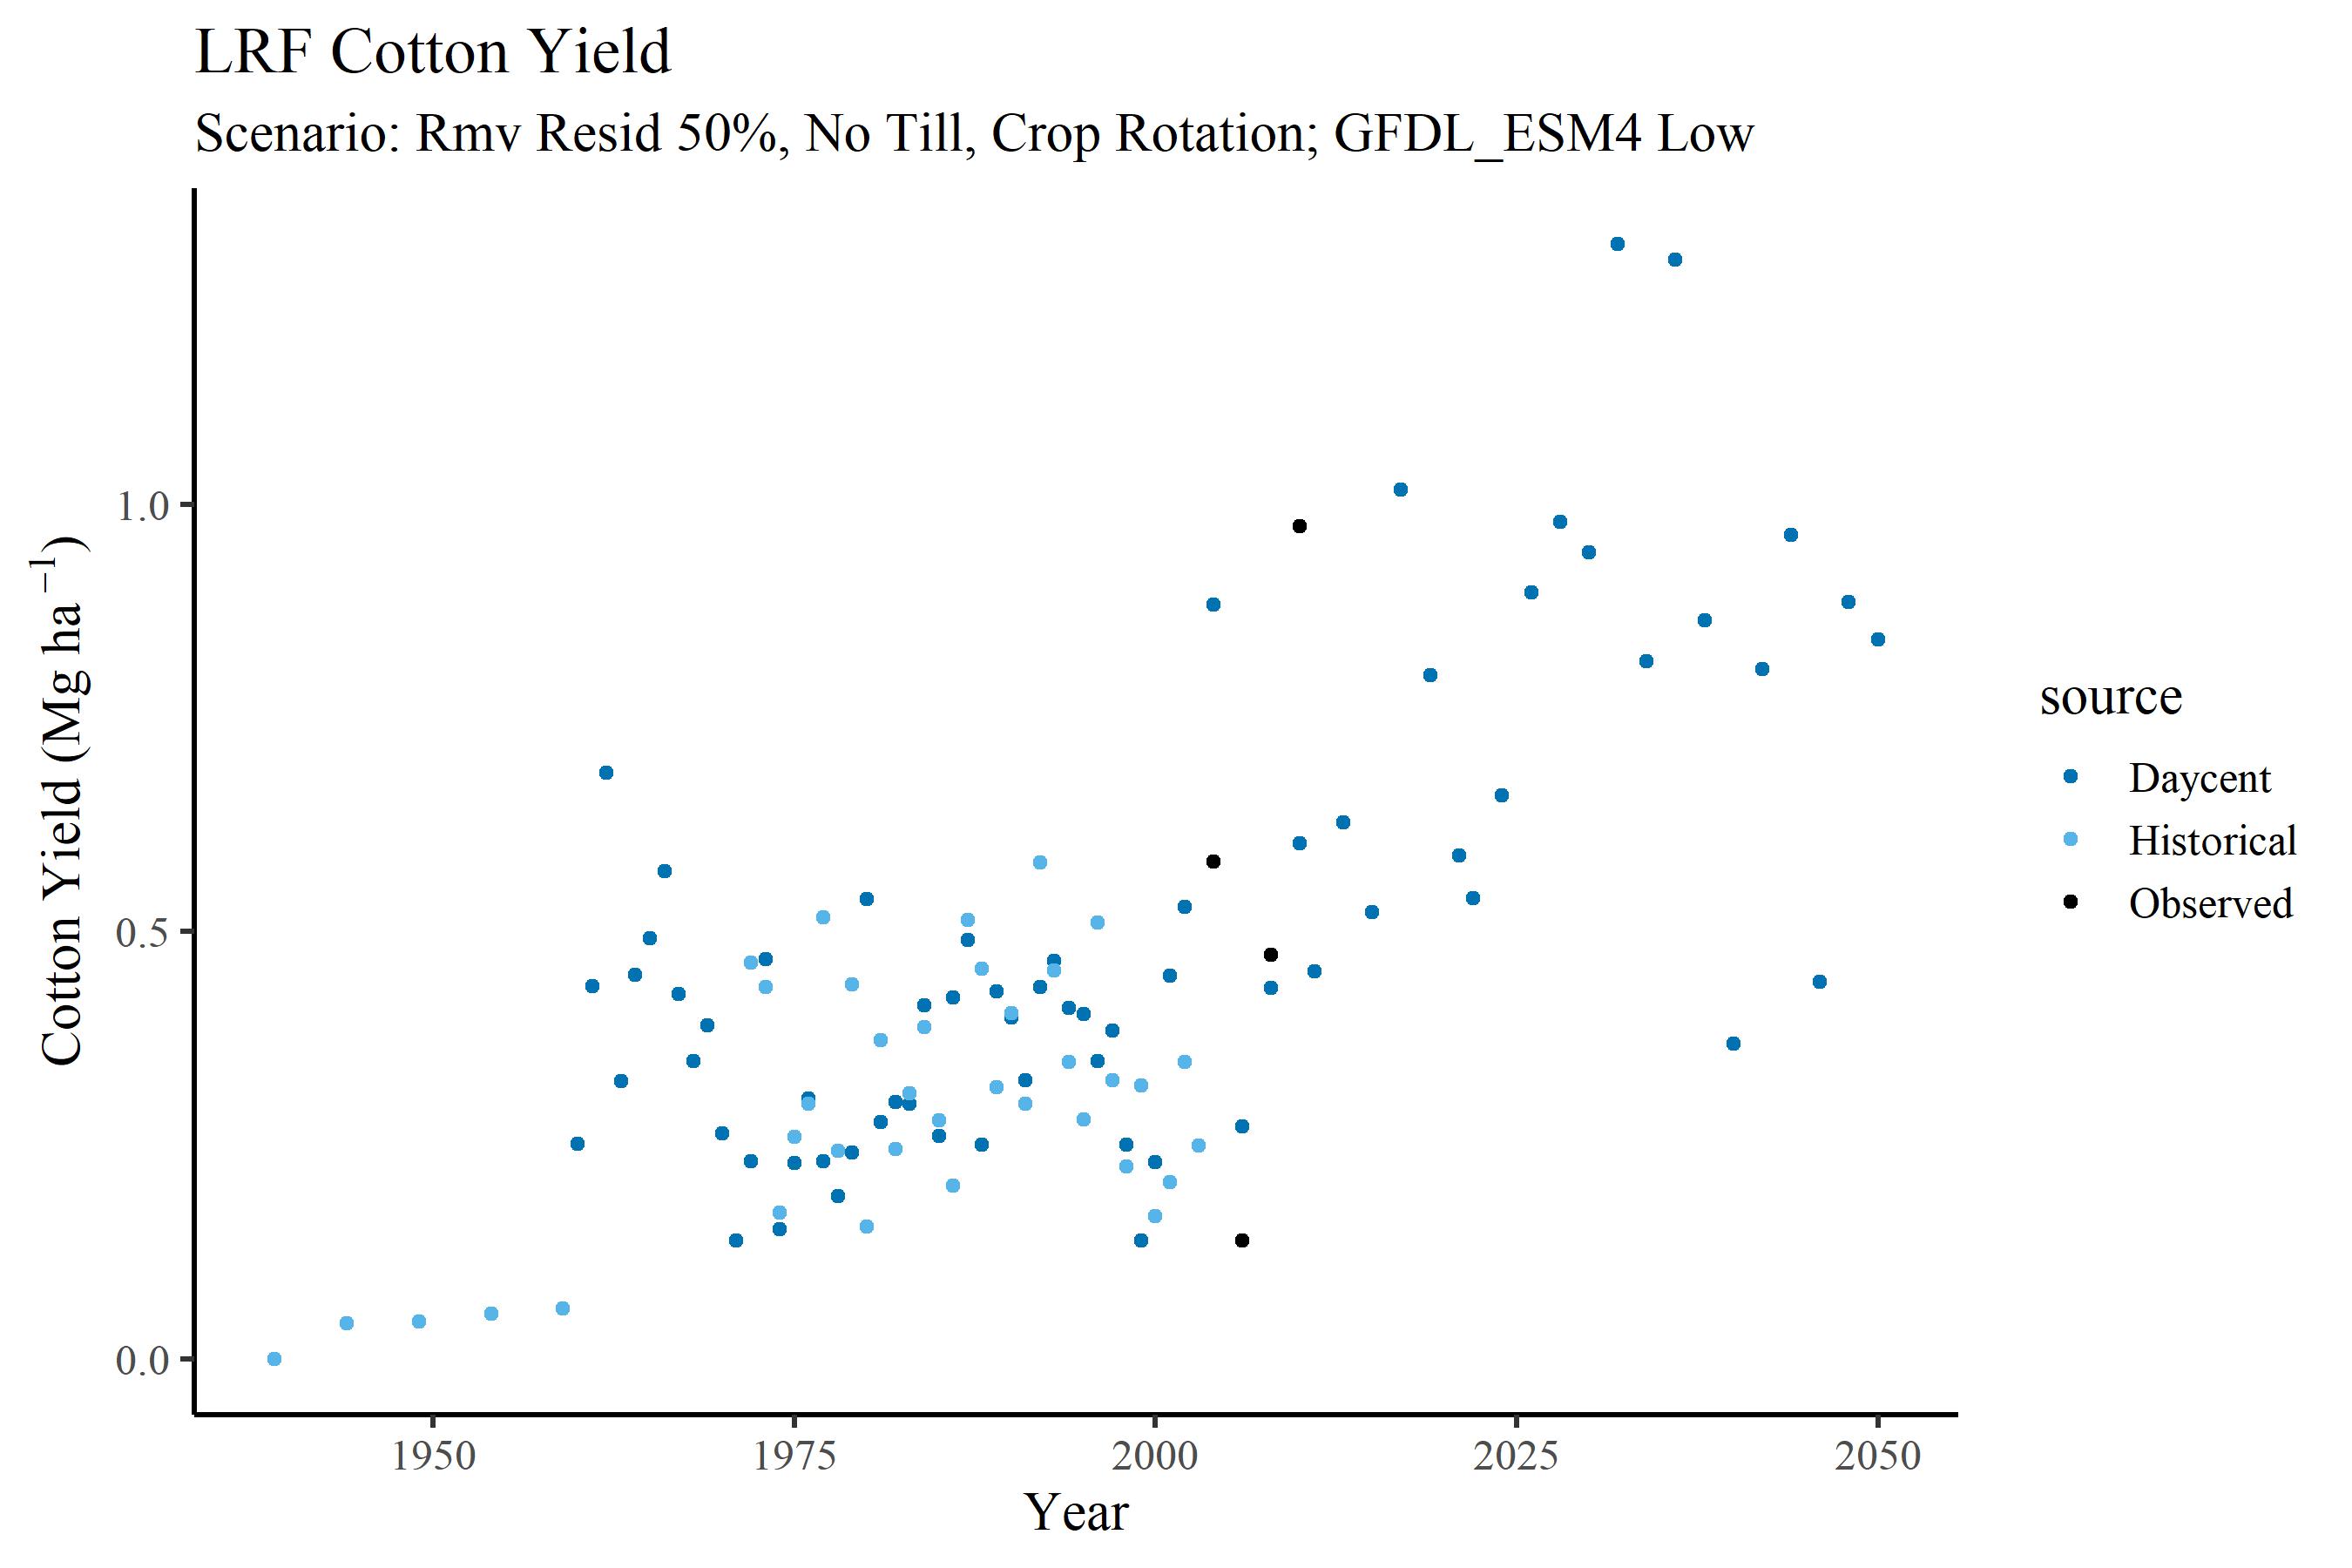 LRF Cotton Yield
Scenario: Rmv Resid 50%, No Till, Crop Rotation; GFDL_ESM4 Low
Cotton Yield (Mg ha⁻¹)
1.0
0.5
0.0
1950 1975 2000 2025 2050
Year
source
Daycent
Historical
Observed